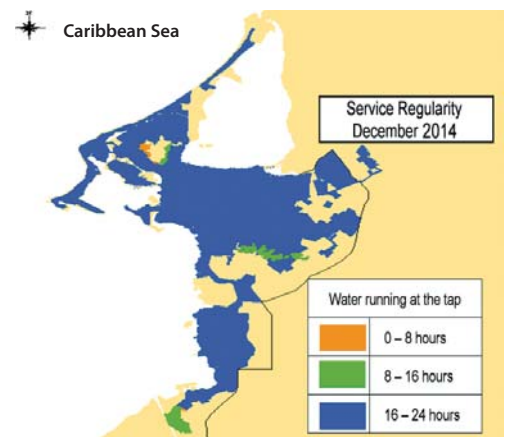 Caribbean Sea
Service Regularity
December 2014
Water running at the tap
0 – 8 hours
8 – 16 hours
16 – 24 hours